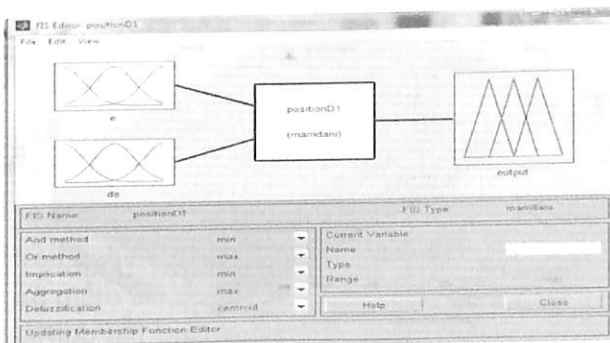 FIS Editor: positionD1
File Edit View
positionD1
(mamdani)
e
de
output
FIS Name: positionD1 FIS Type: mamdani
And method min
Or method max
Implication min
Aggregation max
Defuzzification centroid
Current Variable
Name
Type
Range
Help Close
Updating Membership Function Editor